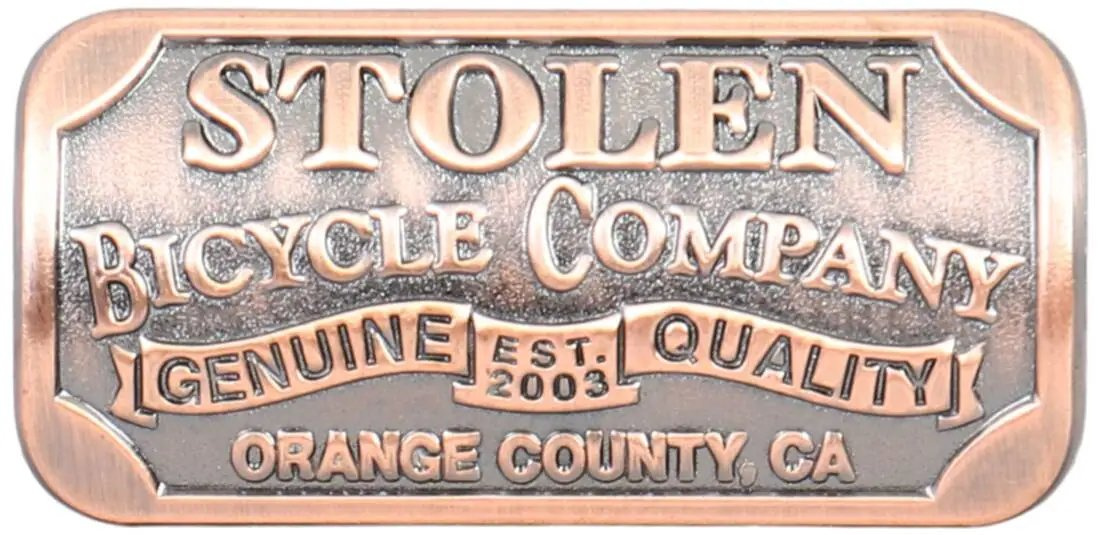 STOLEN
BICYCLE COMPANY
GENUINE EST. 2003 QUALITY
ORANGE COUNTY, CA